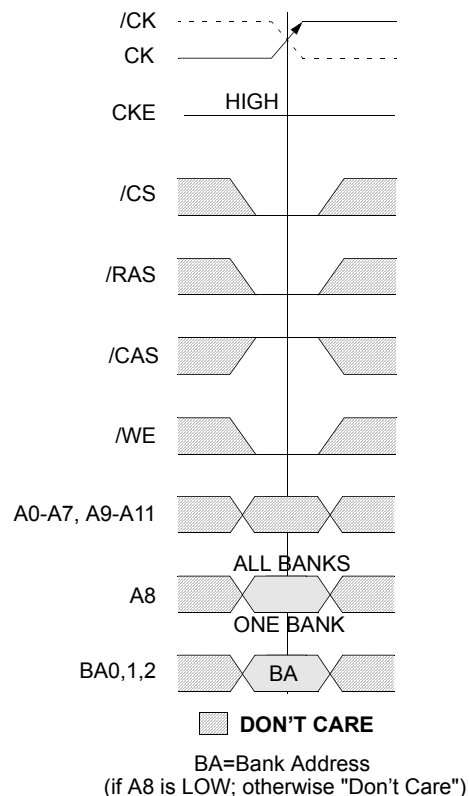 /CK
CK
CKE HIGH
/CS
/RAS
/CAS
/WE
A0-A7, A9-A11
ALL BANKS
A8
ONE BANK
BA0,1,2 BA
DON'T CARE
BA=Bank Address
(if A8 is LOW; otherwise "Don't Care")